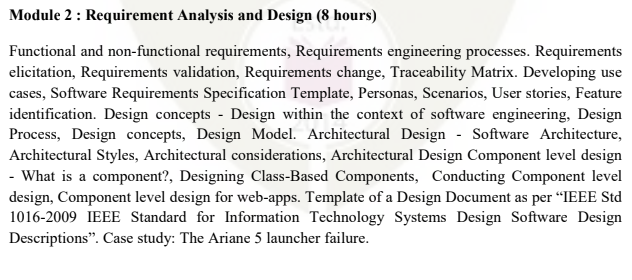 Module 2 : Requirement Analysis and Design (8 hours)
Functional and non-functional requirements, Requirements engineering processes. Requirements
elicitation, Requirements validation, Requirements change, Traceability Matrix. Developing use
cases, Software Requirements Specification Template, Personas, Scenarios, User stories, Feature
identification. Design concepts - Design within the context of software engineering, Design
Process, Design concepts, Design Model. Architectural Design - Software Architecture,
Architectural Styles, Architectural considerations, Architectural Design Component level design
- What is a component?, Designing Class-Based Components, Conducting Component level
design, Component level design for web-apps. Template of a Design Document as per “IEEE Std
1016-2009 IEEE Standard for Information Technology Systems Design Software Design
Descriptions”. Case study: The Ariane 5 launcher failure.